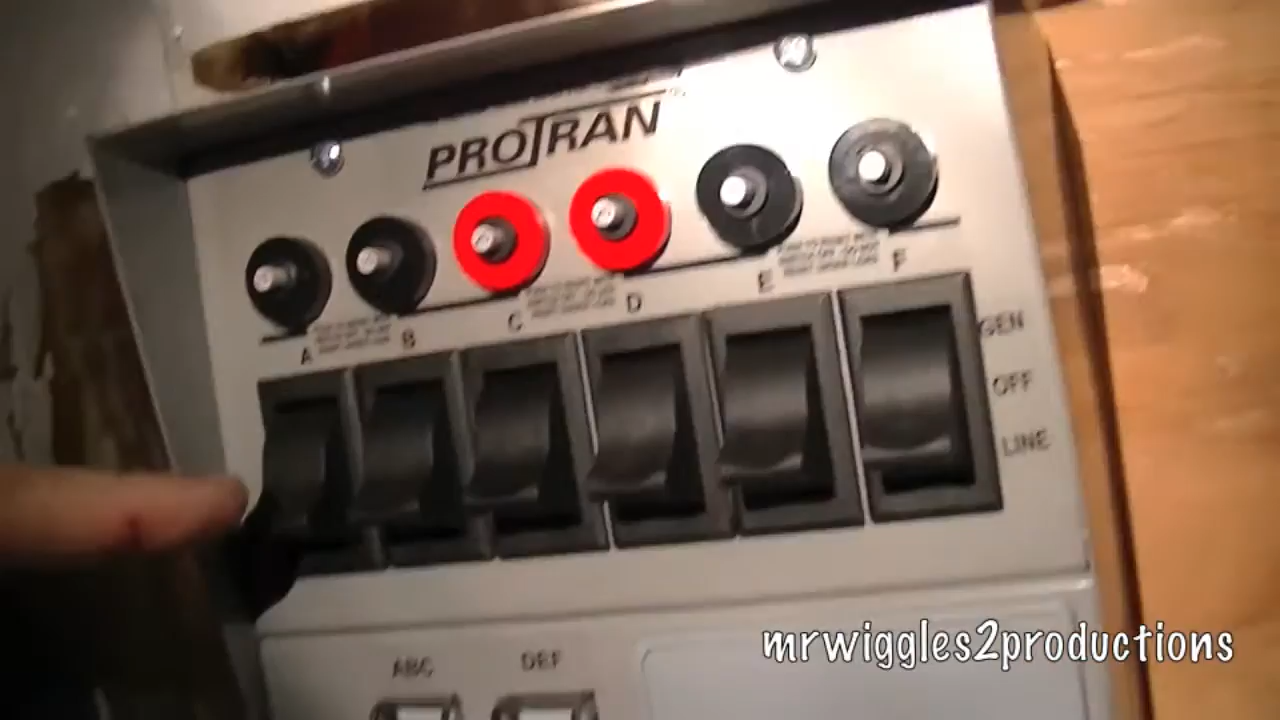 PROTRAN
A B C D E F
GEN
OFF
LINE
ABC DEF
mrwiggles2productions